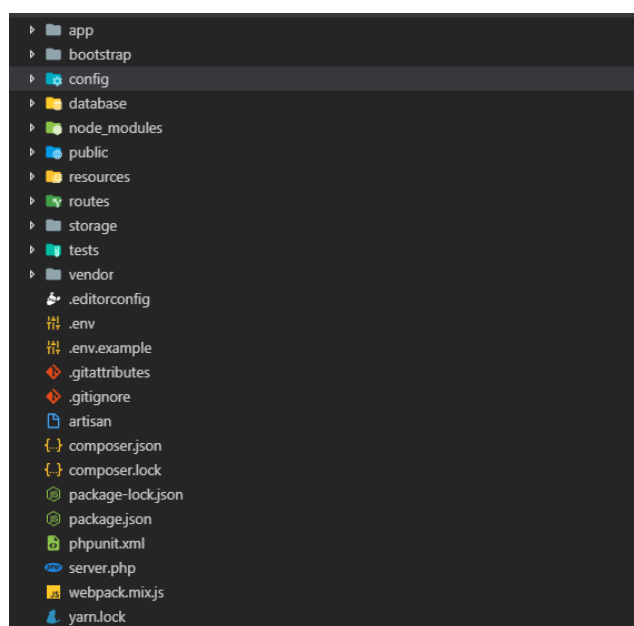 app
bootstrap
config
database
node_modules
public
resources
routes
storage
tests
vendor
.editorconfig
.env
.env.example
.gitattributes
.gitignore
artisan
composer.json
composer.lock
package-lock.json
package.json
phpunit.xml
server.php
webpack.mix.js
yarn.lock